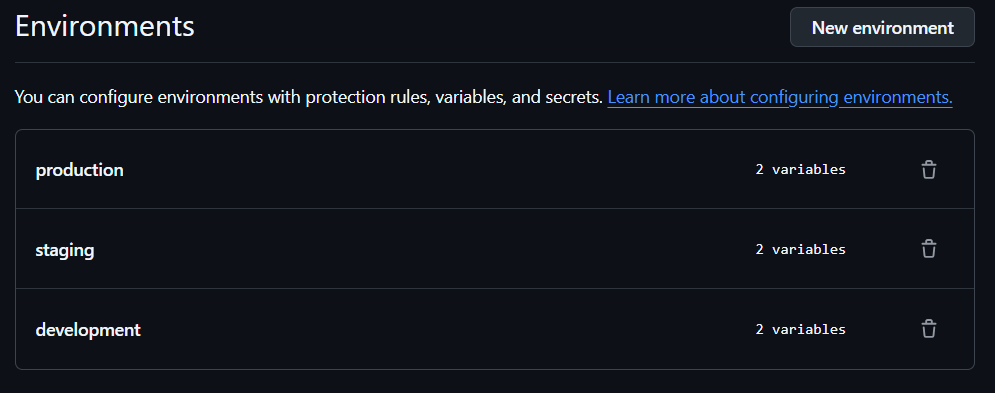 Environments
New environment
You can configure environments with protection rules, variables, and secrets. Learn more about configuring environments.
production
2 variables
staging
2 variables
development
2 variables